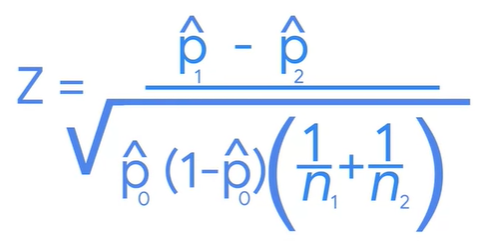 Z = (p̂₁ - p̂₂) / √(p̂₀ (1-p̂₀) (1/n₁ + 1/n₂))